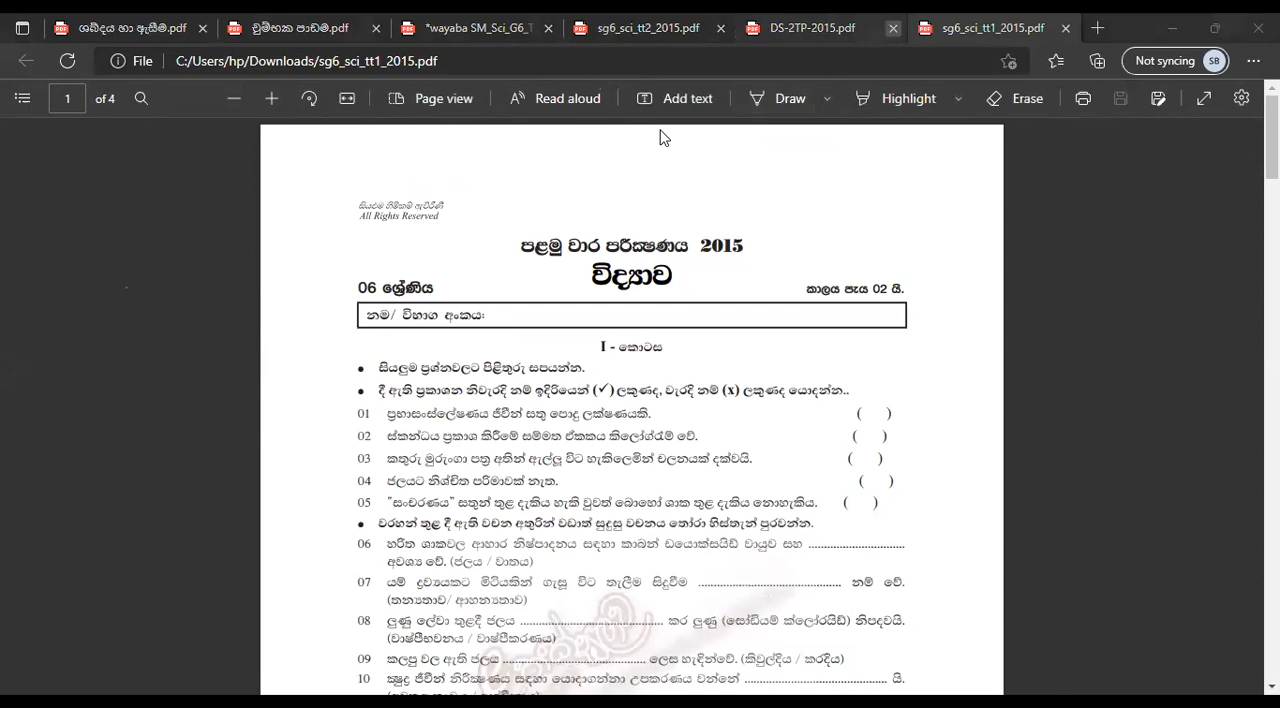 ශබ්දය හා ඇසීම.pdf
චුම්භක පාඩම්.pdf
*wayaba SM_Sci_G6_T
sg6_sci_tt2_2015.pdf
DS-2TP-2015.pdf
sg6_sci_tt1_2015.pdf
File C:/Users/hp/Downloads/sg6_sci_tt1_2015.pdf Not syncing SB
1 of 4 Page view Read aloud Add text Draw Highlight Erase
සියළුම හිමිකම් ඇවිරිණි
All Rights Reserved
පළමු වාර පරීක්‍ෂණය 2015
විද්‍යාව
06 ශ්‍රේණිය කාලය පැය 02 යි.
නම/ විභාග අංකය:
I - කොටස
• සියලුම ප්‍රශ්නවලට පිළිතුරු සපයන්න.
• දී ඇති ප්‍රකාශන නිවැරදි නම් ඉදිරියෙන් (✓) ලකුණද, වැරදි නම් (x) ලකුණද යොදන්න..
01 ප්‍රභාසංස්ලේෂණය ජීවීන් සතු පොදු ලක්ෂණයකි. ( )
02 ස්කන්ධය ප්‍රකාශ කිරීමේ සම්මත ඒකකය කිලෝග්රෑම් වේ. ( )
03 කතුරු මුරුංගා පත්‍ර අතින් ඇල්ලූ විට හැකිලෙමින් චලනයක් දක්වයි. ( )
04 ජලයට නිශ්චිත පරිමාවක් නැත. ( )
05 "සංචරණය" සතුන් තුළ දැකිය හැකි වුවත් බොහෝ ශාක තුළ දැකිය නොහැකිය. ( )
• වරහන් තුළ දී ඇති වචන අතුරින් වඩාත් සුදුසු වචනය තෝරා හිස්තැන් පුරවන්න.
06 හරිත ශාකවල ආහාර නිෂ්පාදනය සඳහා කාබන් ඩයොක්සයිඩ් වායුව සහ ................................
අවශ්‍ය වේ. (ජලය / වාතය)
07 යම් ද්‍රව්‍යයකට මිටියකින් ගැසූ විට තැලීම සිදුවීම ................................................ නම් වේ.
(තන්‍යතාව/ ආහන්‍යතාව)
08 ලුණු ලේවා තුළදී ජලය ................................................ කර ලුණු (සෝඩියම් ක්ලෝරයිඩ්) නිපදවයි.
(වාෂ්පීභවනය / වාෂ්පීකරණය)
09 කලපු වල ඇති ජලය ................................................ ලෙස හැඳින්වේ. (කිවුල්දිය / කරදිය)
10 ක්‍ෂුද්‍ර ජීවීන් නිරීක්‍ෂණය සඳහා යොදාගන්නා උපකරණය වන්නේ ................................................ යි.